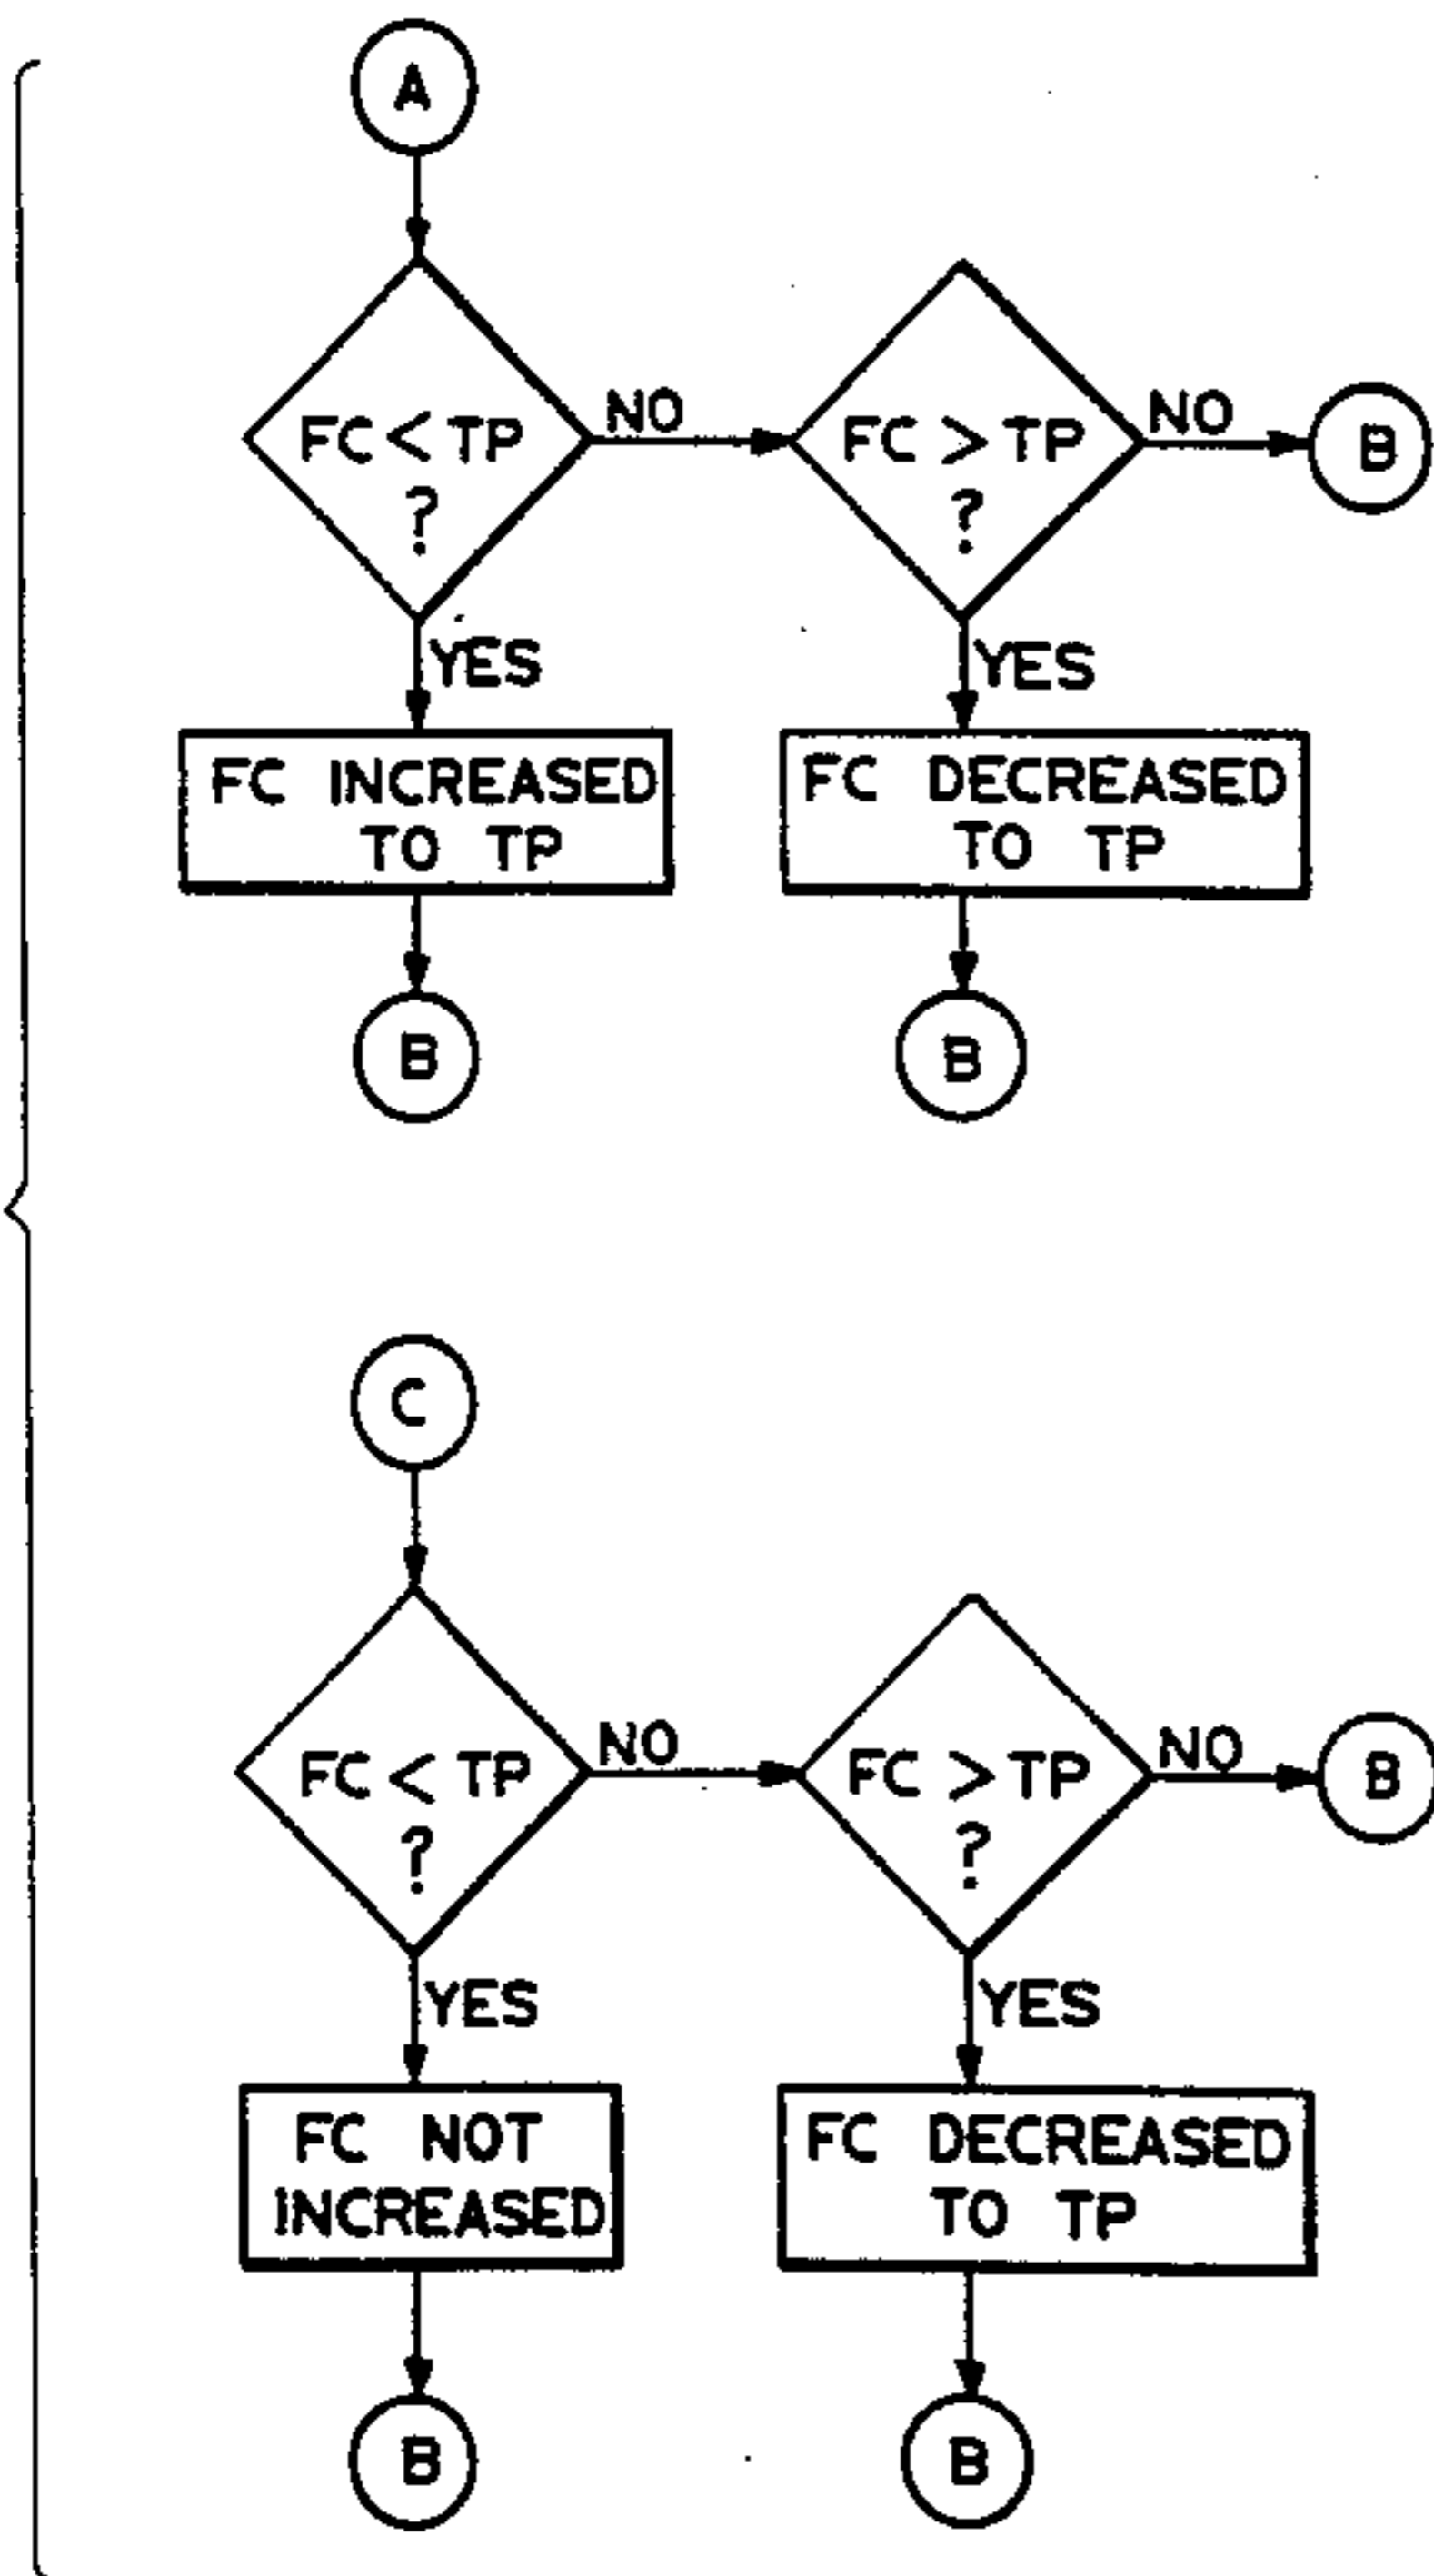 A
FC < TP
?
NO
FC > TP
?
NO
B
YES
YES
FC INCREASED
TO TP
FC DECREASED
TO TP
B
B
C
FC < TP
?
NO
FC > TP
?
NO
B
YES
YES
FC NOT
INCREASED
FC DECREASED
TO TP
B
B